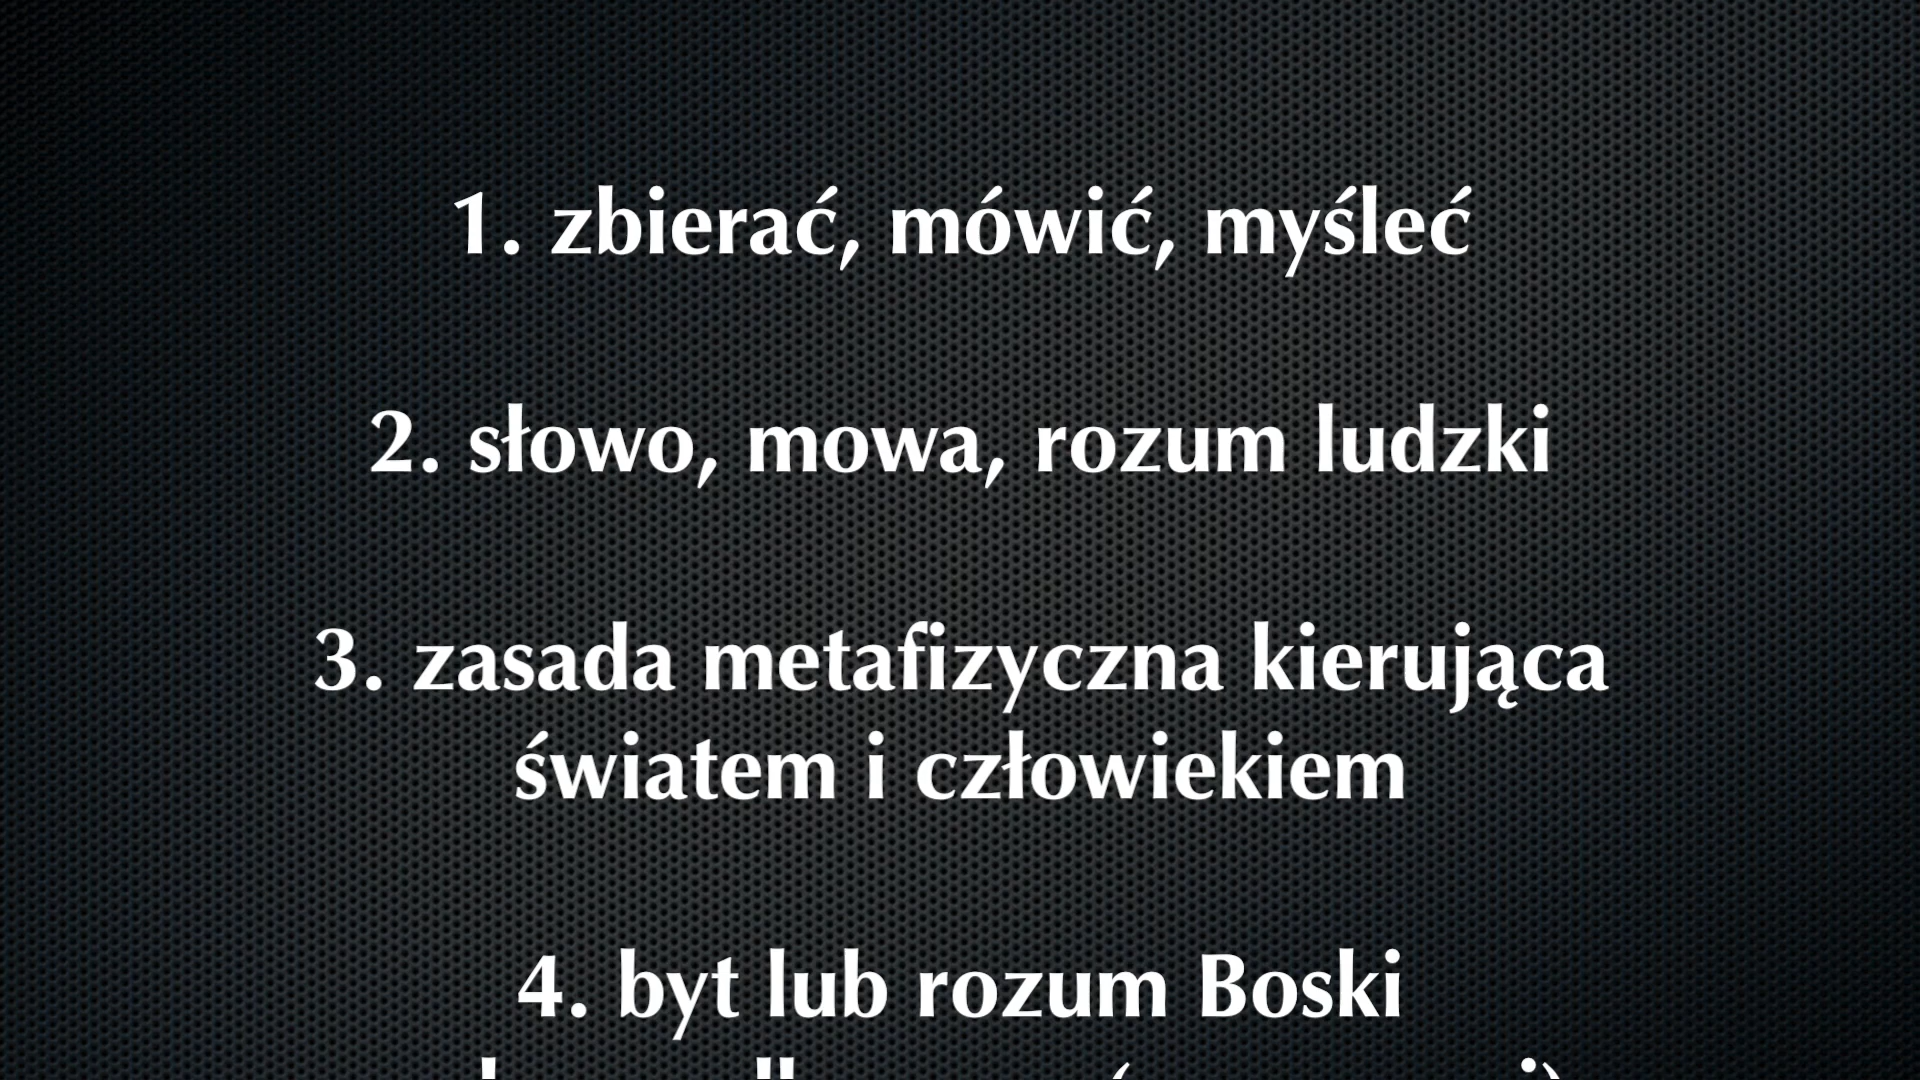 1. zbierać, mówić, myśleć
2. słowo, mowa, rozum ludzki
3. zasada metafizyczna kierująca
światem i człowiekiem
4. byt lub rozum Boski